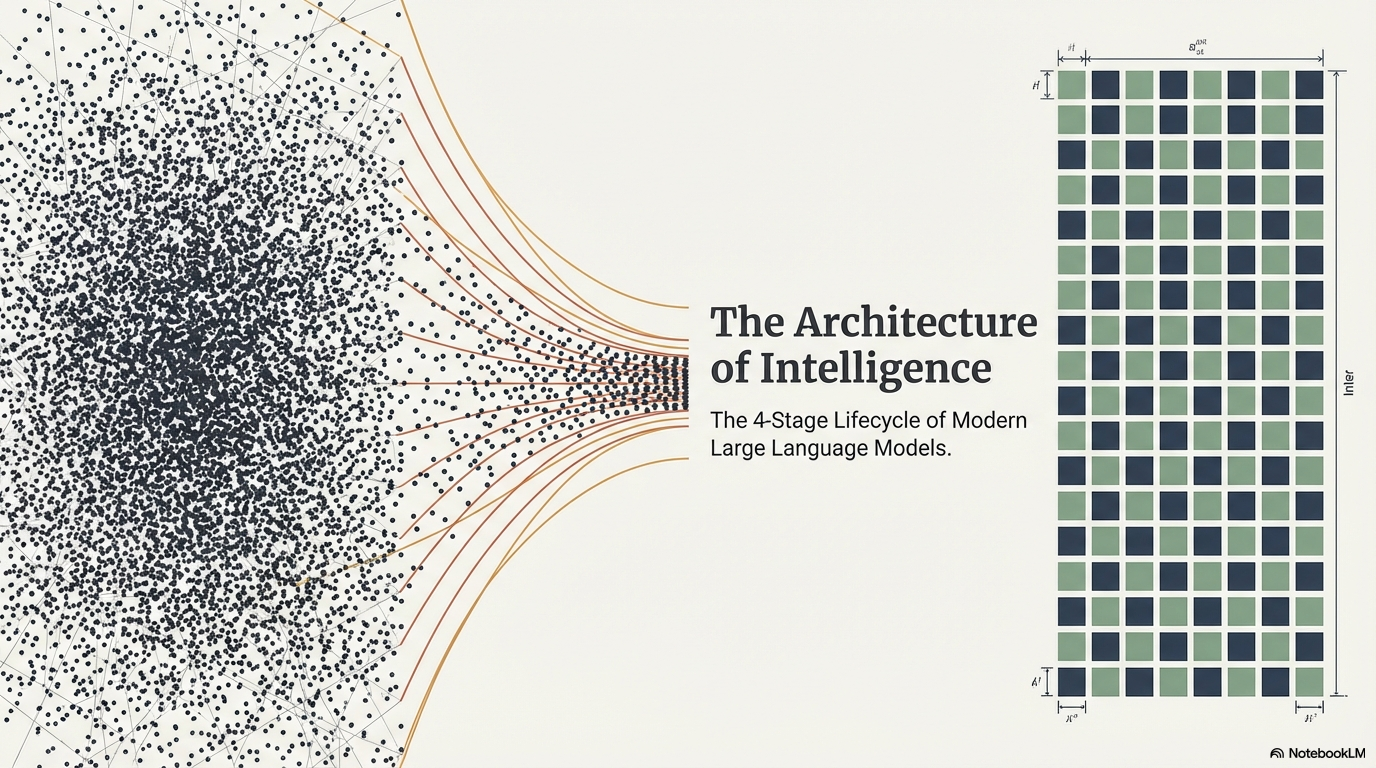 The Architecture
of Intelligence
The 4-Stage Lifecycle of Modern
Large Language Models.
NotebookLM